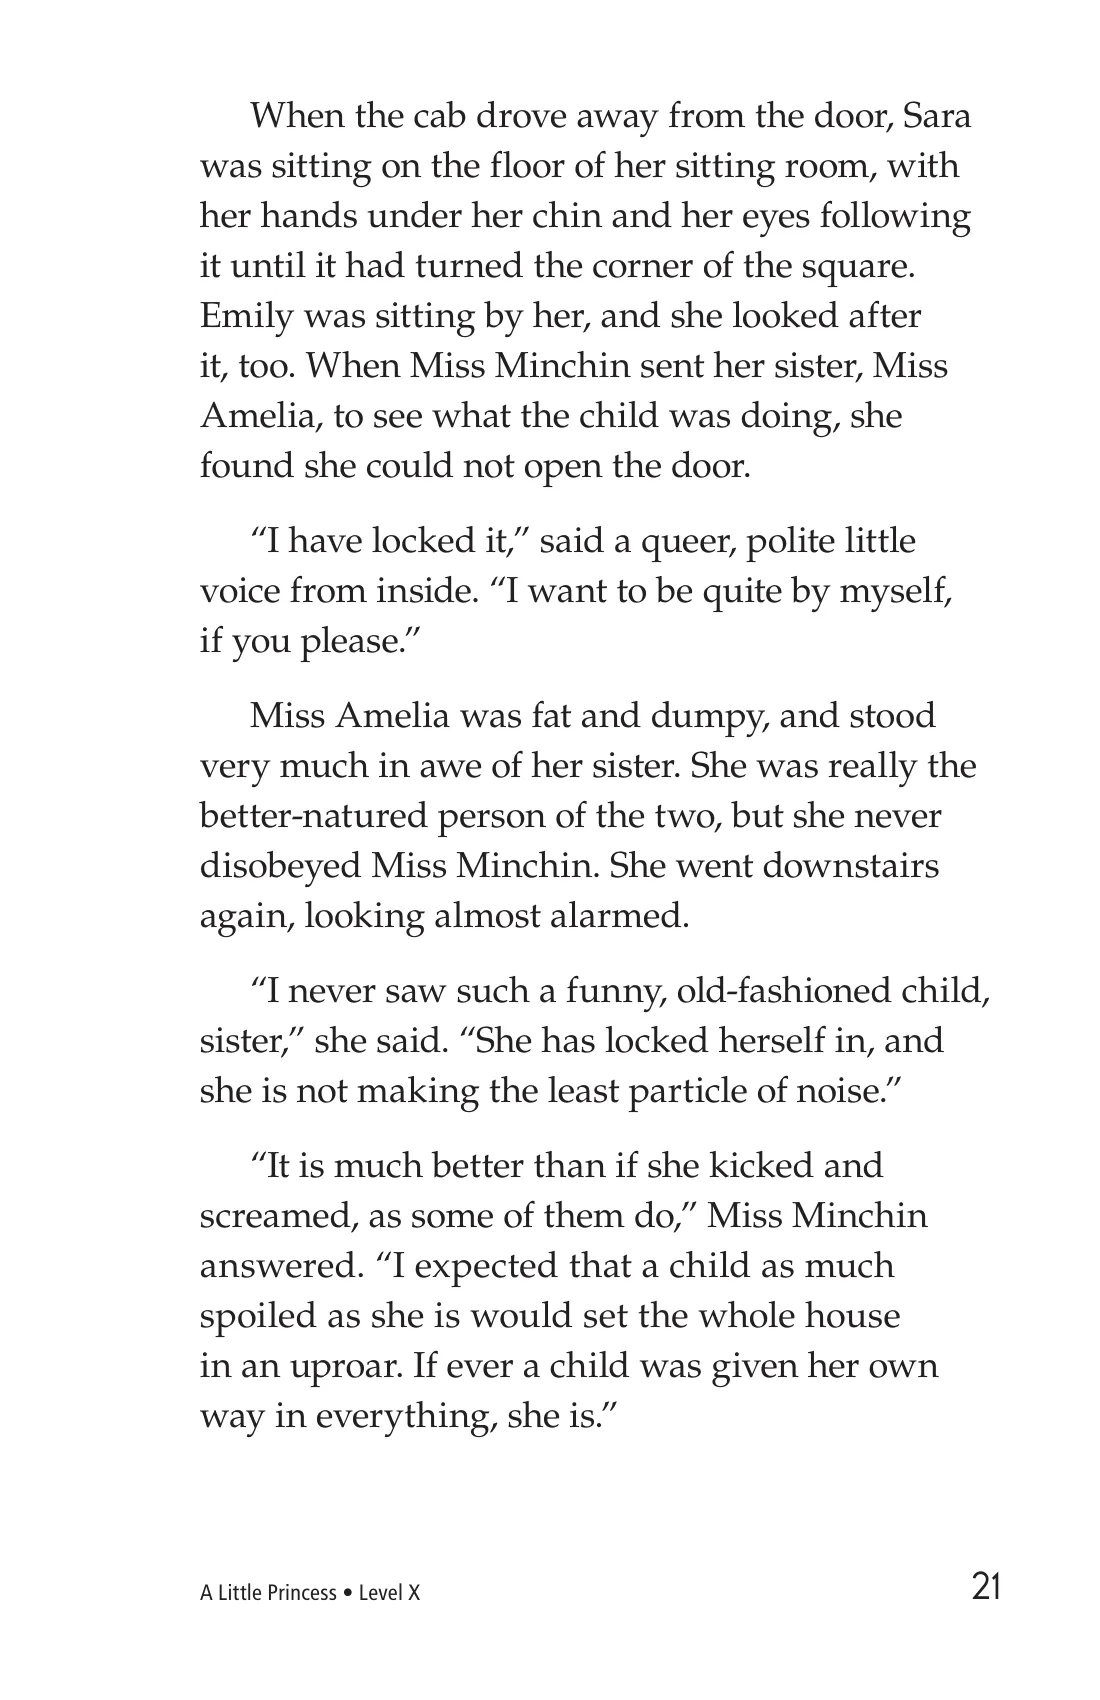 When the cab drove away from the door, Sara
was sitting on the floor of her sitting room, with
her hands under her chin and her eyes following
it until it had turned the corner of the square.
Emily was sitting by her, and she looked after
it, too. When Miss Minchin sent her sister, Miss
Amelia, to see what the child was doing, she
found she could not open the door.
“I have locked it,” said a queer, polite little
voice from inside. “I want to be quite by myself,
if you please.”
Miss Amelia was fat and dumpy, and stood
very much in awe of her sister. She was really the
better-natured person of the two, but she never
disobeyed Miss Minchin. She went downstairs
again, looking almost alarmed.
“I never saw such a funny, old-fashioned child,
sister,” she said. “She has locked herself in, and
she is not making the least particle of noise.”
“It is much better than if she kicked and
screamed, as some of them do,” Miss Minchin
answered. “I expected that a child as much
spoiled as she is would set the whole house
in an uproar. If ever a child was given her own
way in everything, she is.”
A Little Princess • Level X
21